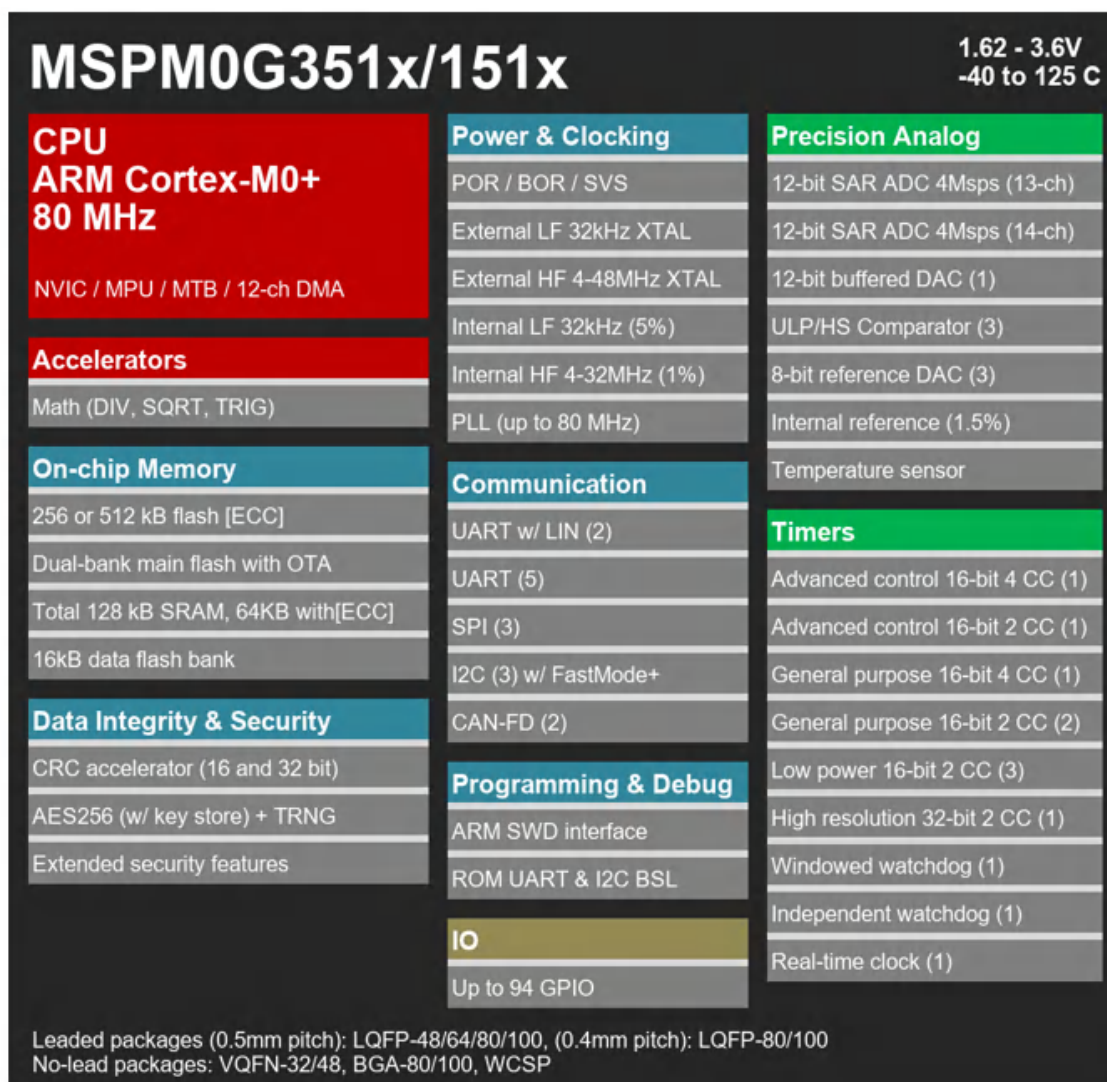 MSPM0G351x/151x
1.62 - 3.6V
-40 to 125 C
CPU
ARM Cortex-M0+
80 MHz
NVIC / MPU / MTB / 12-ch DMA
Accelerators
Math (DIV, SQRT, TRIG)
On-chip Memory
256 or 512 kB flash [ECC]
Dual-bank main flash with OTA
Total 128 kB SRAM, 64KB with[ECC]
16kB data flash bank
Data Integrity & Security
CRC accelerator (16 and 32 bit)
AES256 (w/ key store) + TRNG
Extended security features
Power & Clocking
POR / BOR / SVS
External LF 32kHz XTAL
External HF 4-48MHz XTAL
Internal LF 32kHz (5%)
Internal HF 4-32MHz (1%)
PLL (up to 80 MHz)
Communication
UART w/ LIN (2)
UART (5)
SPI (3)
I2C (3) w/ FastMode+
CAN-FD (2)
Programming & Debug
ARM SWD interface
ROM UART & I2C BSL
IO
Up to 94 GPIO
Precision Analog
12-bit SAR ADC 4Msps (13-ch)
12-bit SAR ADC 4Msps (14-ch)
12-bit buffered DAC (1)
ULP/HS Comparator (3)
8-bit reference DAC (3)
Internal reference (1.5%)
Temperature sensor
Timers
Advanced control 16-bit 4 CC (1)
Advanced control 16-bit 2 CC (1)
General purpose 16-bit 4 CC (1)
General purpose 16-bit 2 CC (2)
Low power 16-bit 2 CC (3)
High resolution 32-bit 2 CC (1)
Windowed watchdog (1)
Independent watchdog (1)
Real-time clock (1)
Leaded packages (0.5mm pitch): LQFP-48/64/80/100, (0.4mm pitch): LQFP-80/100
No-lead packages: VQFN-32/48, BGA-80/100, WCSP